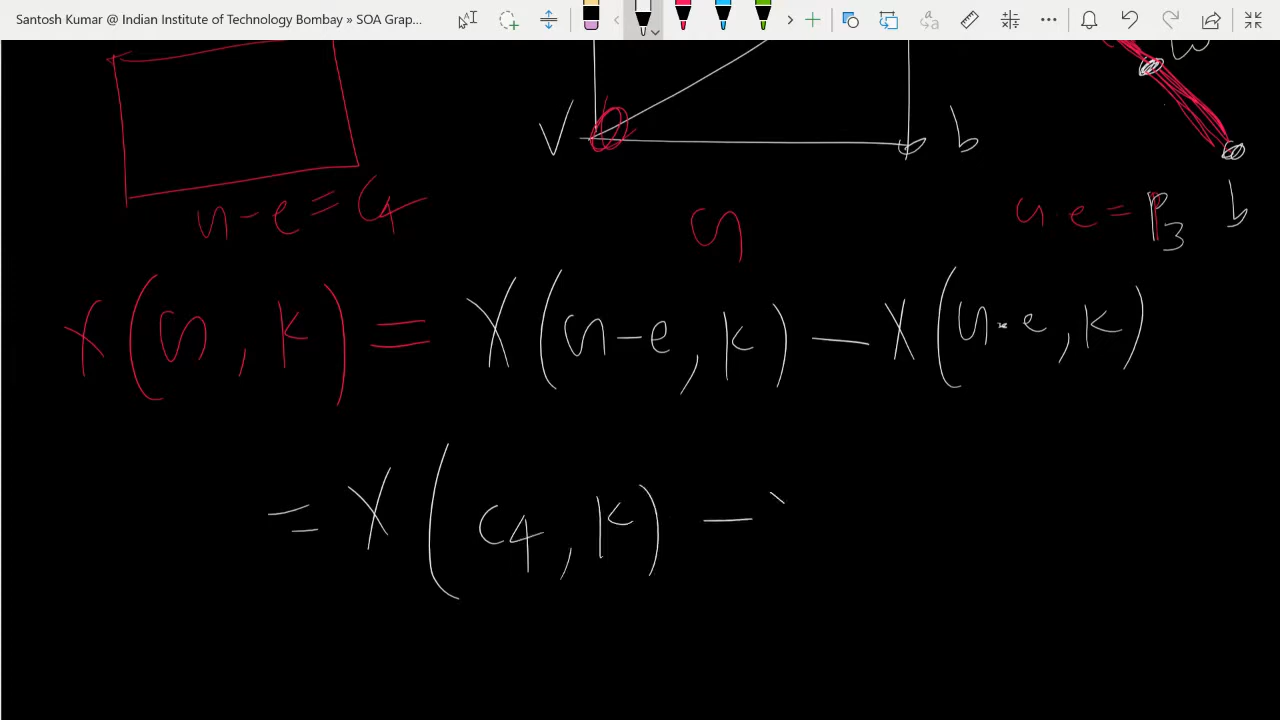 Santosh Kumar @ Indian Institute of Technology Bombay » SOA Grap...
V b
G-e = C4
G
G·e = P3
b
χ(G, k) = χ(G-e, k) — χ(G·e, k)
= χ(C4, k) —